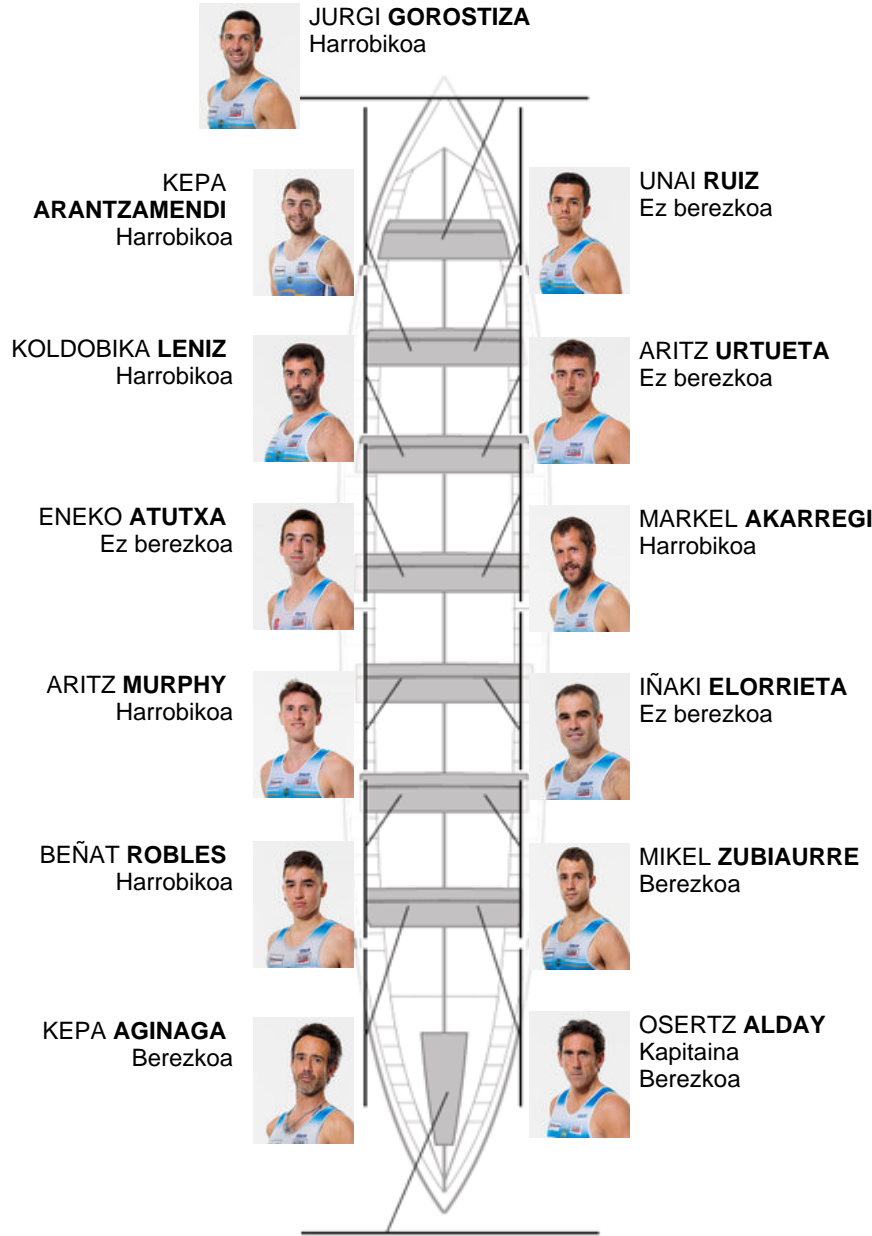 JURGI GOROSTIZA
Harrobikoa
KEPA
ARANTZAMENDI
Harrobikoa
UNAI RUIZ
Ez berezkoa
KOLDOBIKA LENIZ
Harrobikoa
ARITZ URTUETA
Ez berezkoa
ENEKO ATUTXA
Ez berezkoa
MARKEL AKARREGI
Harrobikoa
ARITZ MURPHY
Harrobikoa
IÑAKI ELORRIETA
Ez berezkoa
BEÑAT ROBLES
Harrobikoa
MIKEL ZUBIAURRE
Berezkoa
KEPA AGINAGA
Berezkoa
OSERTZ ALDAY
Kapitaina
Berezkoa